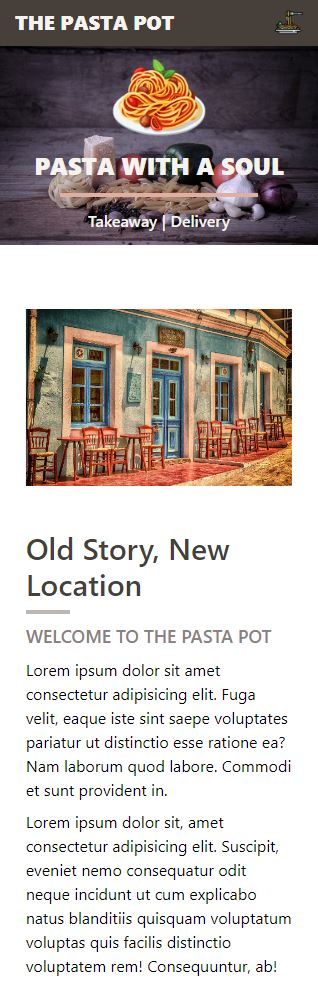 THE PASTA POT
PASTA WITH A SOUL
Takeaway | Delivery
Old Story, New
Location
WELCOME TO THE PASTA POT
Lorem ipsum dolor sit amet
consectetur adipisicing elit. Fuga
velit, eaque iste sint saepe voluptates
pariatur ut distinctio esse ratione ea?
Nam laborum quod labore. Commodi
et sunt provident in.
Lorem ipsum dolor sit, amet
consectetur adipisicing elit. Suscipit,
eveniet nemo consequatur odit
neque incidunt ut cum explicabo
natus blanditiis quisquam voluptatum
voluptas quis facilis distinctio
voluptatem rem! Consequuntur, ab!